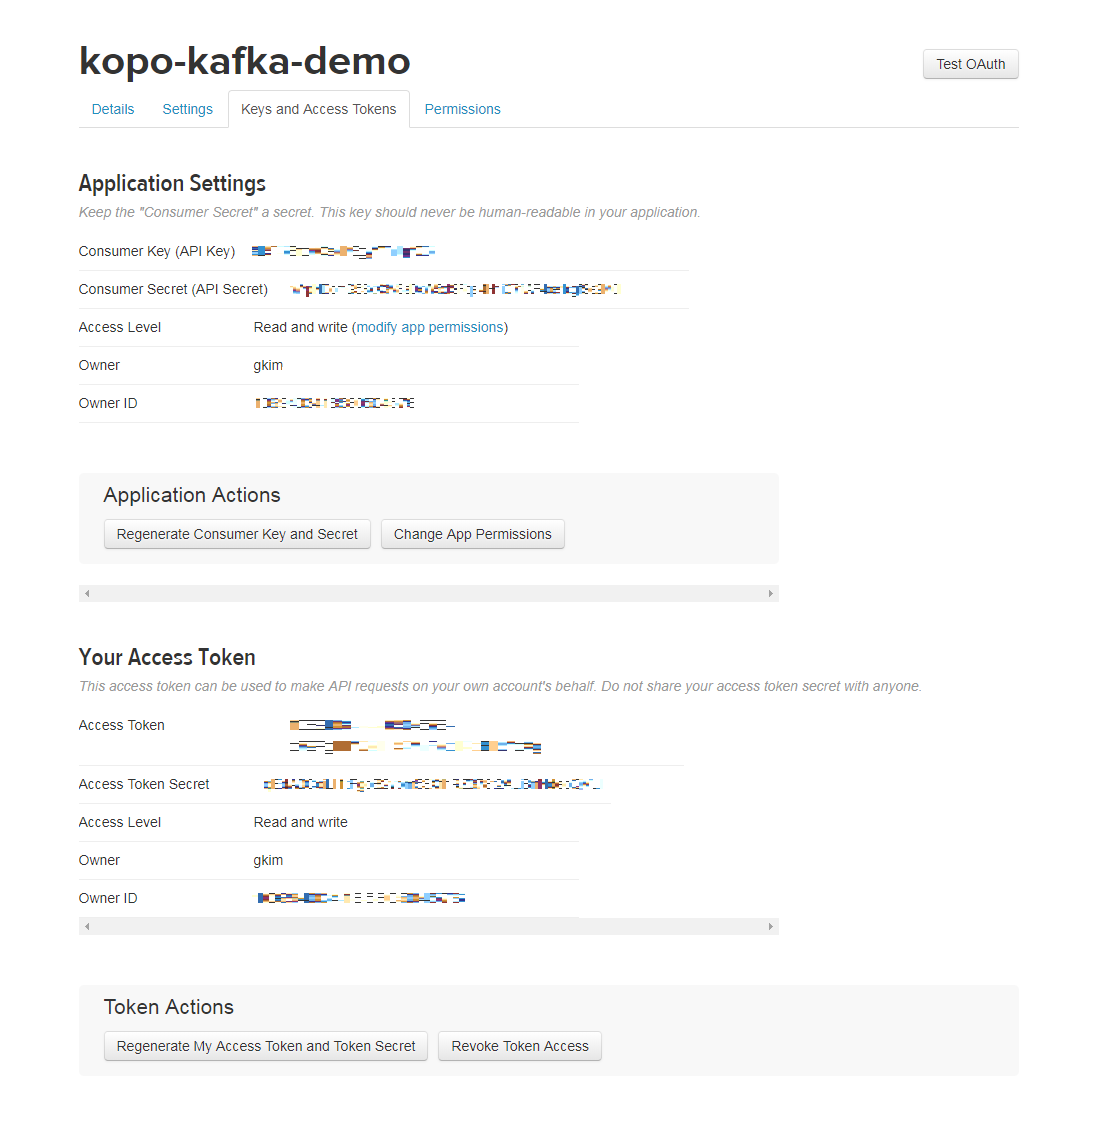 kopo-kafka-demo
Test OAuth
Details Settings Keys and Access Tokens Permissions
Application Settings
Keep the "Consumer Secret" a secret. This key should never be human-readable in your application.
Consumer Key (API Key)
Consumer Secret (API Secret)
Access Level Read and write (modify app permissions)
Owner gkim
Owner ID
Application Actions
Regenerate Consumer Key and Secret Change App Permissions
Your Access Token
This access token can be used to make API requests on your own account's behalf. Do not share your access token secret with anyone.
Access Token
Access Token Secret
Access Level Read and write
Owner gkim
Owner ID
Token Actions
Regenerate My Access Token and Token Secret Revoke Token Access